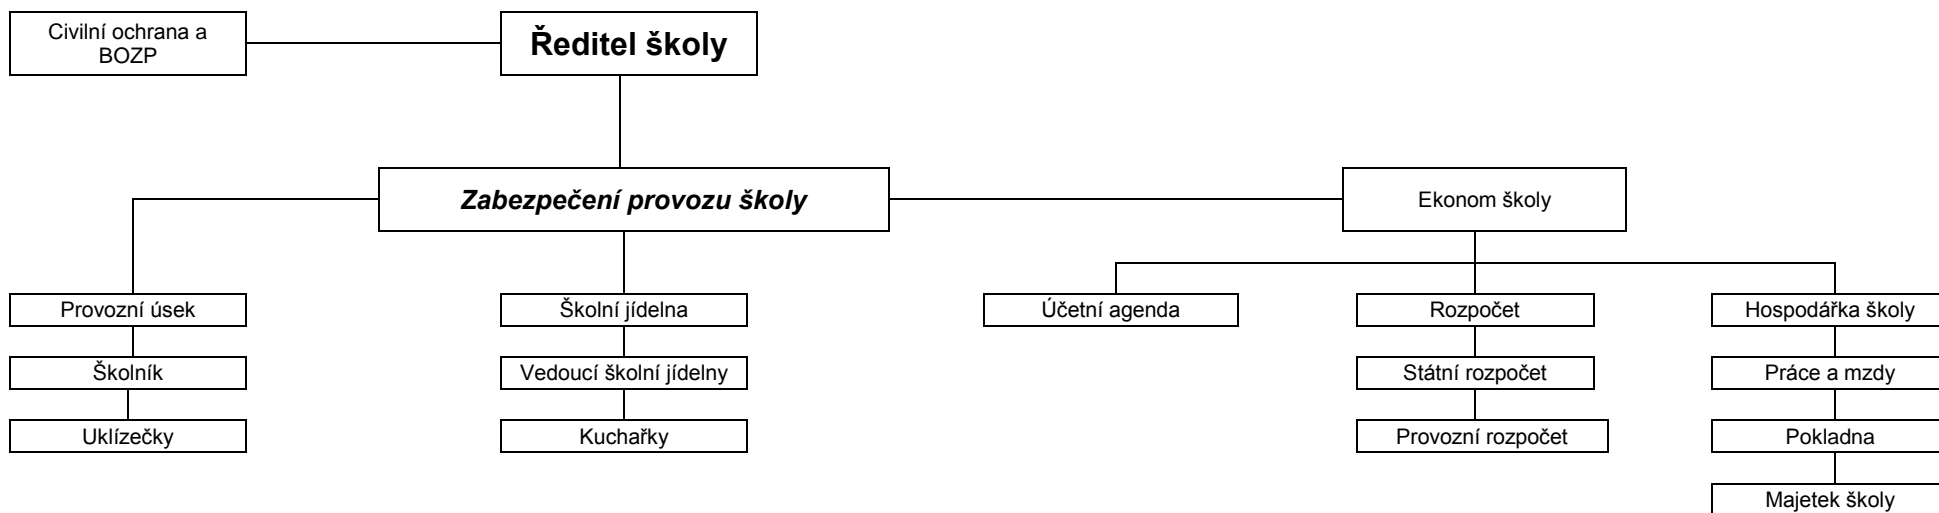 Civilní ochrana a
BOZP
Ředitel školy
Zabezpečení provozu školy
Ekonom školy
Provozní úsek
Školní jídelna
Účetní agenda
Rozpočet
Hospodářka školy
Školník
Vedoucí školní jídelny
Státní rozpočet
Práce a mzdy
Uklízečky
Kuchařky
Provozní rozpočet
Pokladna
Majetek školy